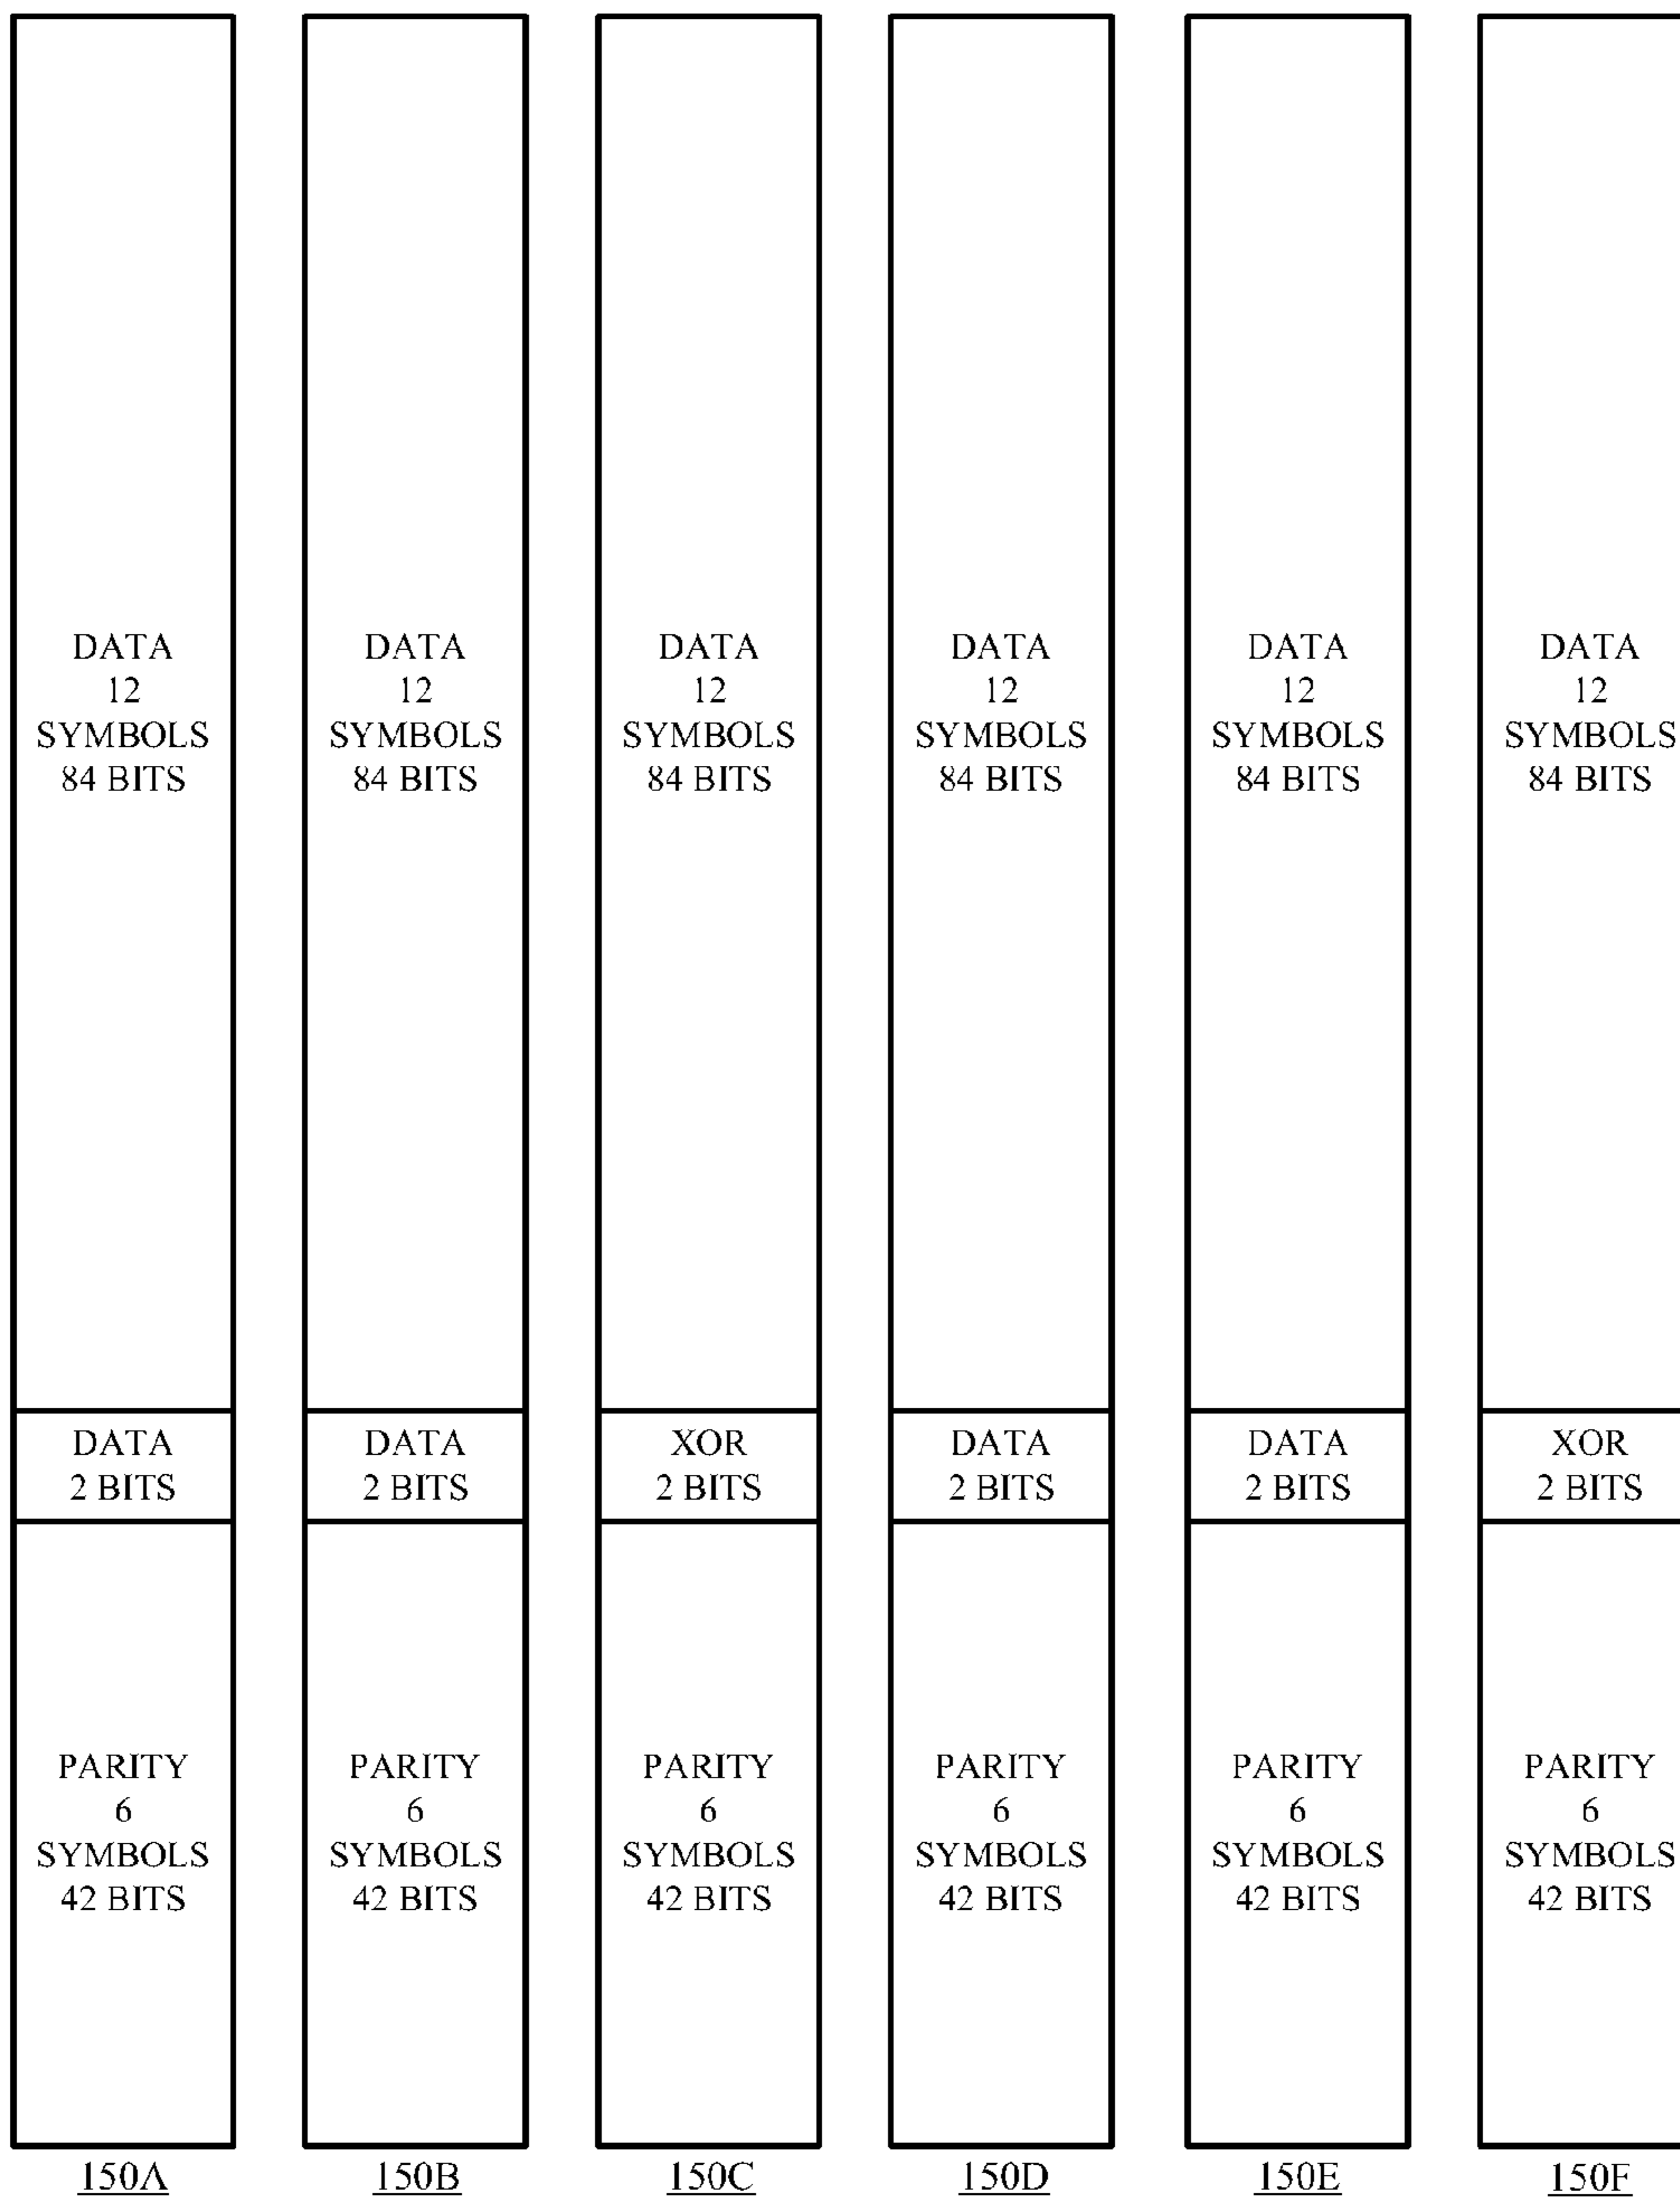 DATA
12
SYMBOLS
84 BITS
DATA
2 BITS
PARITY
6
SYMBOLS
42 BITS
150A
DATA
12
SYMBOLS
84 BITS
DATA
2 BITS
PARITY
6
SYMBOLS
42 BITS
150B
DATA
12
SYMBOLS
84 BITS
XOR
2 BITS
PARITY
6
SYMBOLS
42 BITS
150C
DATA
12
SYMBOLS
84 BITS
DATA
2 BITS
PARITY
6
SYMBOLS
42 BITS
150D
DATA
12
SYMBOLS
84 BITS
DATA
2 BITS
PARITY
6
SYMBOLS
42 BITS
150E
DATA
12
SYMBOLS
84 BITS
XOR
2 BITS
PARITY
6
SYMBOLS
42 BITS
150F